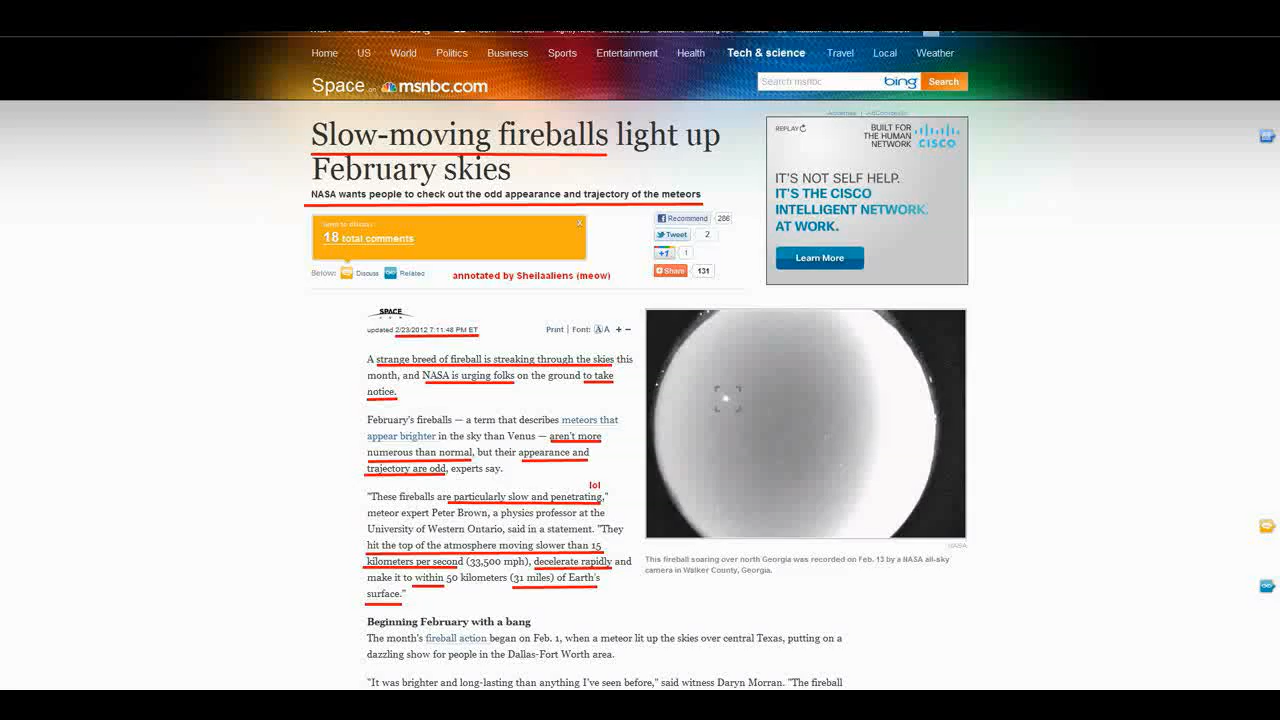 Home US World Politics Business Sports Entertainment Health Tech & science Travel Local Weather
Space on msnbc.com
Search msnbc bing Search
Slow-moving fireballs light up
February skies
NASA wants people to check out the odd appearance and trajectory of the meteors
Advertise | AdChoices
REPLAY
BUILT FOR
THE HUMAN
NETWORK
CISCO
IT'S NOT SELF HELP.
IT'S THE CISCO
INTELLIGENT NETWORK.
AT WORK.
Learn More
x
18 total comments
Recommend 286
Tweet 2
+1 1
Share 131
Below: Discuss Related
annotated by Sheilaaliens (meow)
SPACE
updated 2/23/2012 7:11:48 PM ET
Print | Font: A A + −
A strange breed of fireball is streaking through the skies this
month, and NASA is urging folks on the ground to take
notice.
February's fireballs — a term that describes meteors that
appear brighter in the sky than Venus — aren't more
numerous than normal, but their appearance and
trajectory are odd, experts say.
lol
"These fireballs are particularly slow and penetrating,"
meteor expert Peter Brown, a physics professor at the
University of Western Ontario, said in a statement. "They
hit the top of the atmosphere moving slower than 15
kilometers per second (33,500 mph), decelerate rapidly and
make it to within 50 kilometers (31 miles) of Earth's
surface."
NASA
This fireball soaring over north Georgia was recorded on Feb. 13 by a NASA all-sky
camera in Walker County, Georgia.
Beginning February with a bang
The month's fireball action began on Feb. 1, when a meteor lit up the skies over central Texas, putting on a
dazzling show for people in the Dallas-Fort Worth area.
"It was brighter and long-lasting than anything I've seen before," said witness Daryn Morran. "The fireball